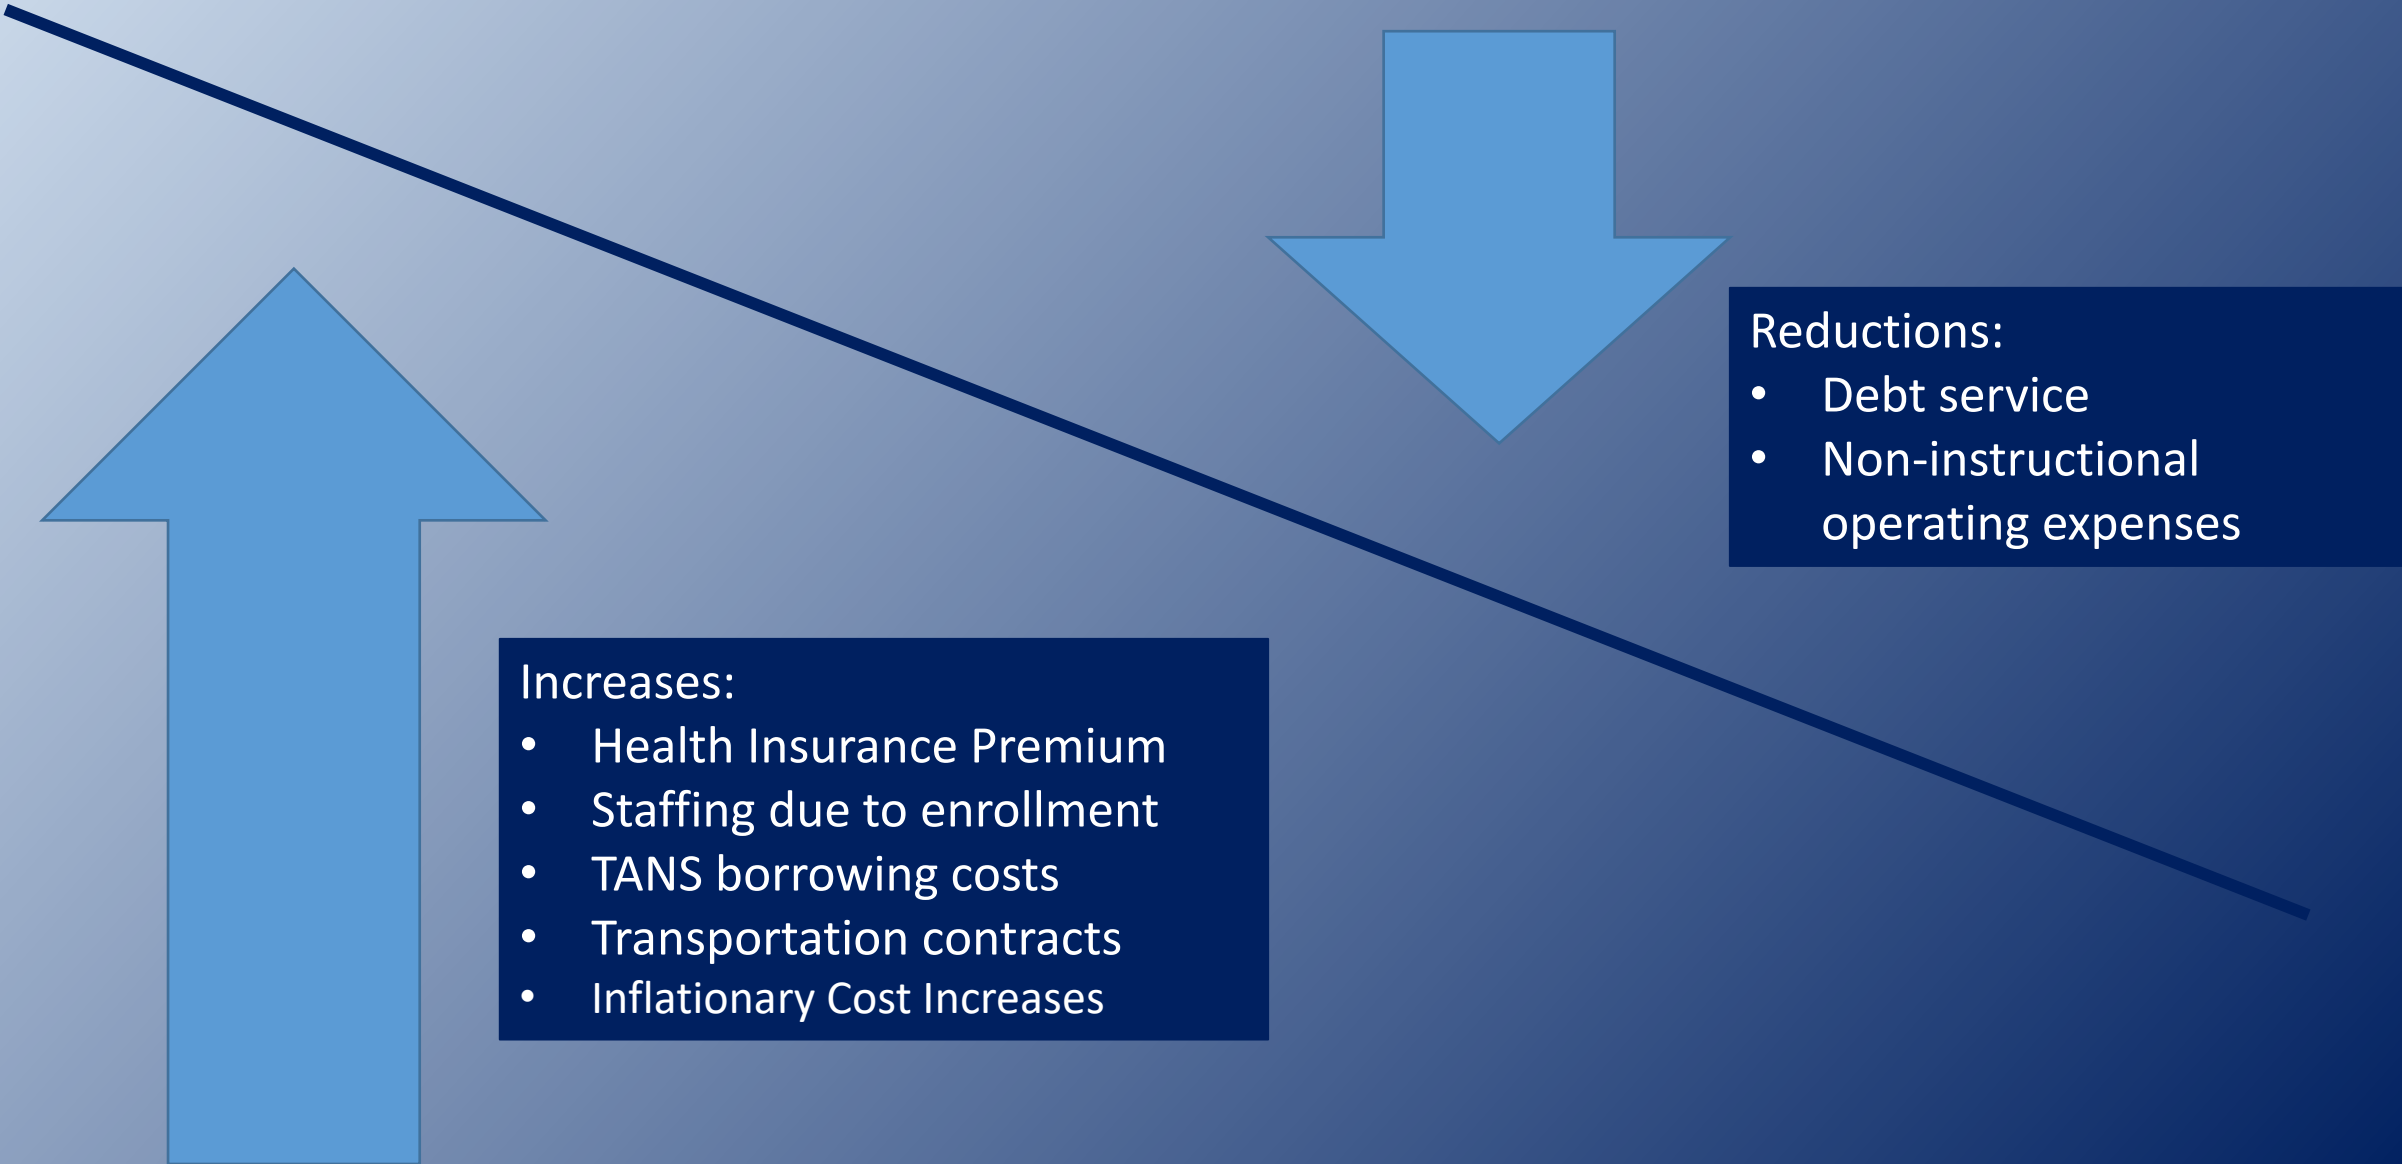 Reductions:
• Debt service
• Non-instructional
operating expenses
Increases:
• Health Insurance Premium
• Staffing due to enrollment
• TANS borrowing costs
• Transportation contracts
• Inflationary Cost Increases